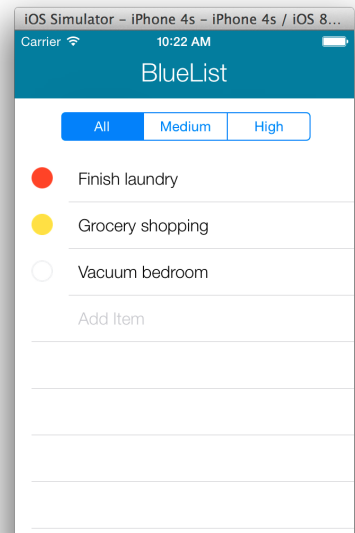 iOS Simulator - iPhone 4s - iPhone 4s / iOS 8...
Carrier 10:22 AM
BlueList
All Medium High
Finish laundry
Grocery shopping
Vacuum bedroom
Add Item